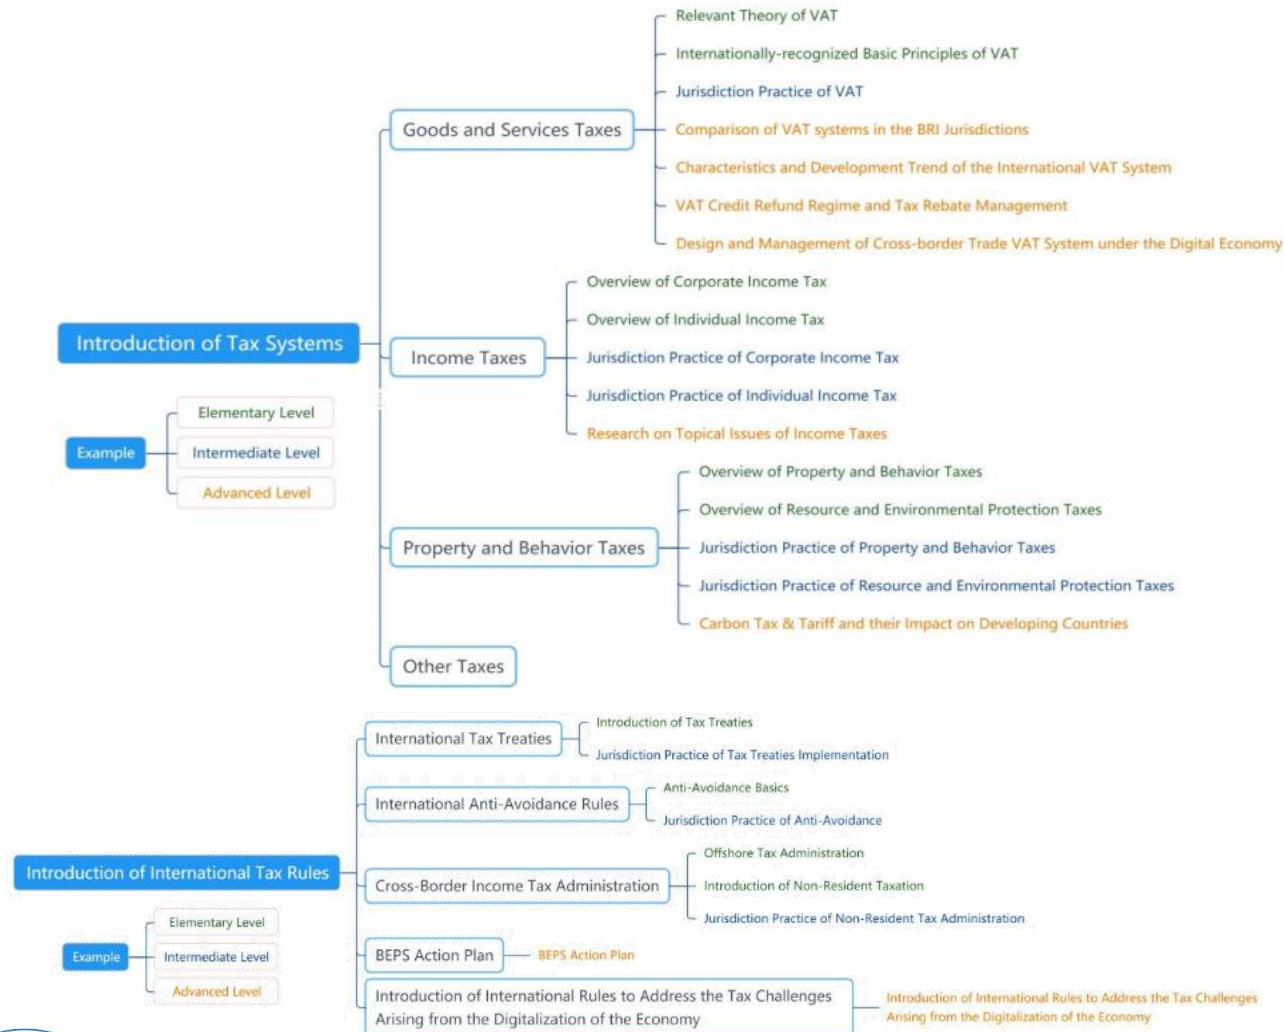 Relevant Theory of VAT
Internationally-recognized Basic Principles of VAT
Jurisdiction Practice of VAT
Goods and Services Taxes
Comparison of VAT systems in the BRI Jurisdictions
Characteristics and Development Trend of the International VAT System
VAT Credit Refund Regime and Tax Rebate Management
Design and Management of Cross-border Trade VAT System under the Digital Economy
Introduction of Tax Systems
Overview of Corporate Income Tax
Overview of Individual Income Tax
Income Taxes
Jurisdiction Practice of Corporate Income Tax
Jurisdiction Practice of Individual Income Tax
Research on Topical Issues of Income Taxes
Example
Elementary Level
Intermediate Level
Advanced Level
Overview of Property and Behavior Taxes
Overview of Resource and Environmental Protection Taxes
Property and Behavior Taxes
Jurisdiction Practice of Property and Behavior Taxes
Jurisdiction Practice of Resource and Environmental Protection Taxes
Carbon Tax & Tariff and their Impact on Developing Countries
Other Taxes
International Tax Treaties
Introduction of Tax Treaties
Jurisdiction Practice of Tax Treaties Implementation
International Anti-Avoidance Rules
Anti-Avoidance Basics
Jurisdiction Practice of Anti-Avoidance
Introduction of International Tax Rules
Cross-Border Income Tax Administration
Offshore Tax Administration
Introduction of Non-Resident Taxation
Jurisdiction Practice of Non-Resident Tax Administration
Example
Elementary Level
Intermediate Level
Advanced Level
BEPS Action Plan
BEPS Action Plan
Introduction of International Rules to Address the Tax Challenges
Arising from the Digitalization of the Economy
Introduction of International Rules to Address the Tax Challenges
Arising from the Digitalization of the Economy